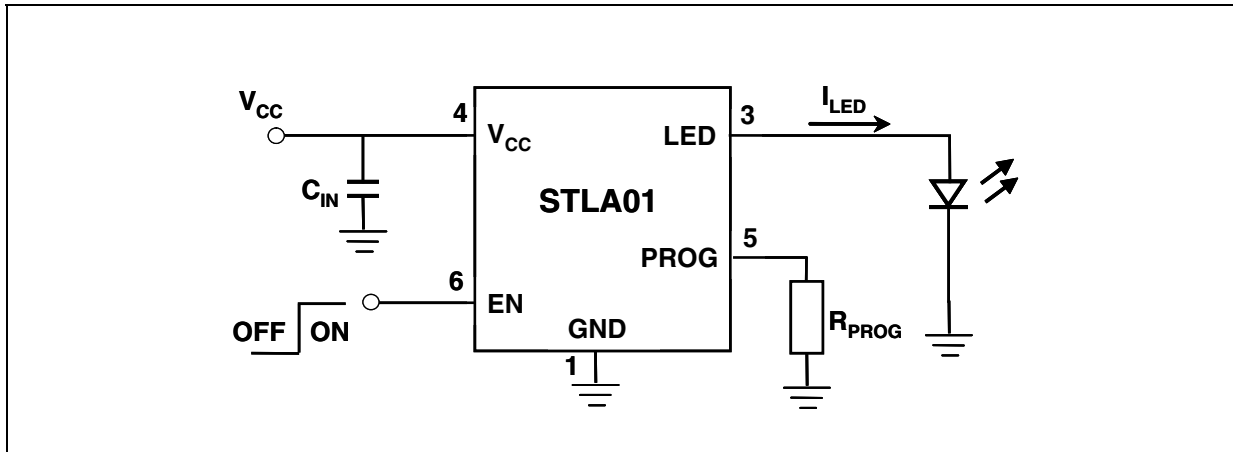 V_CC
4
V_CC
C_IN
STLA01
LED
3
I_LED
PROG
5
R_PROG
6
EN
OFF ON
GND
1